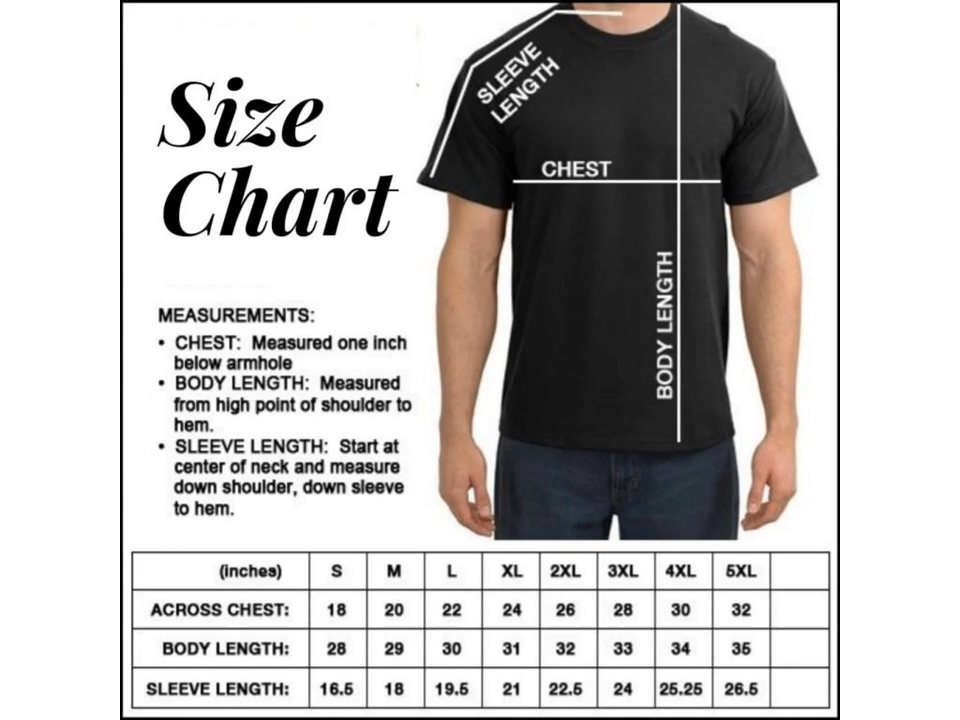 Size
Chart
SLEEVE
LENGTH
CHEST
BODY LENGTH
MEASUREMENTS:
• CHEST: Measured one inch
below armhole
• BODY LENGTH: Measured
from high point of shoulder to
hem.
• SLEEVE LENGTH: Start at
center of neck and measure
down shoulder, down sleeve
to hem.
(inches) S M L XL 2XL 3XL 4XL 5XL
ACROSS CHEST: 18 20 22 24 26 28 30 32
BODY LENGTH: 28 29 30 31 32 33 34 35
SLEEVE LENGTH: 16.5 18 19.5 21 22.5 24 25.25 26.5